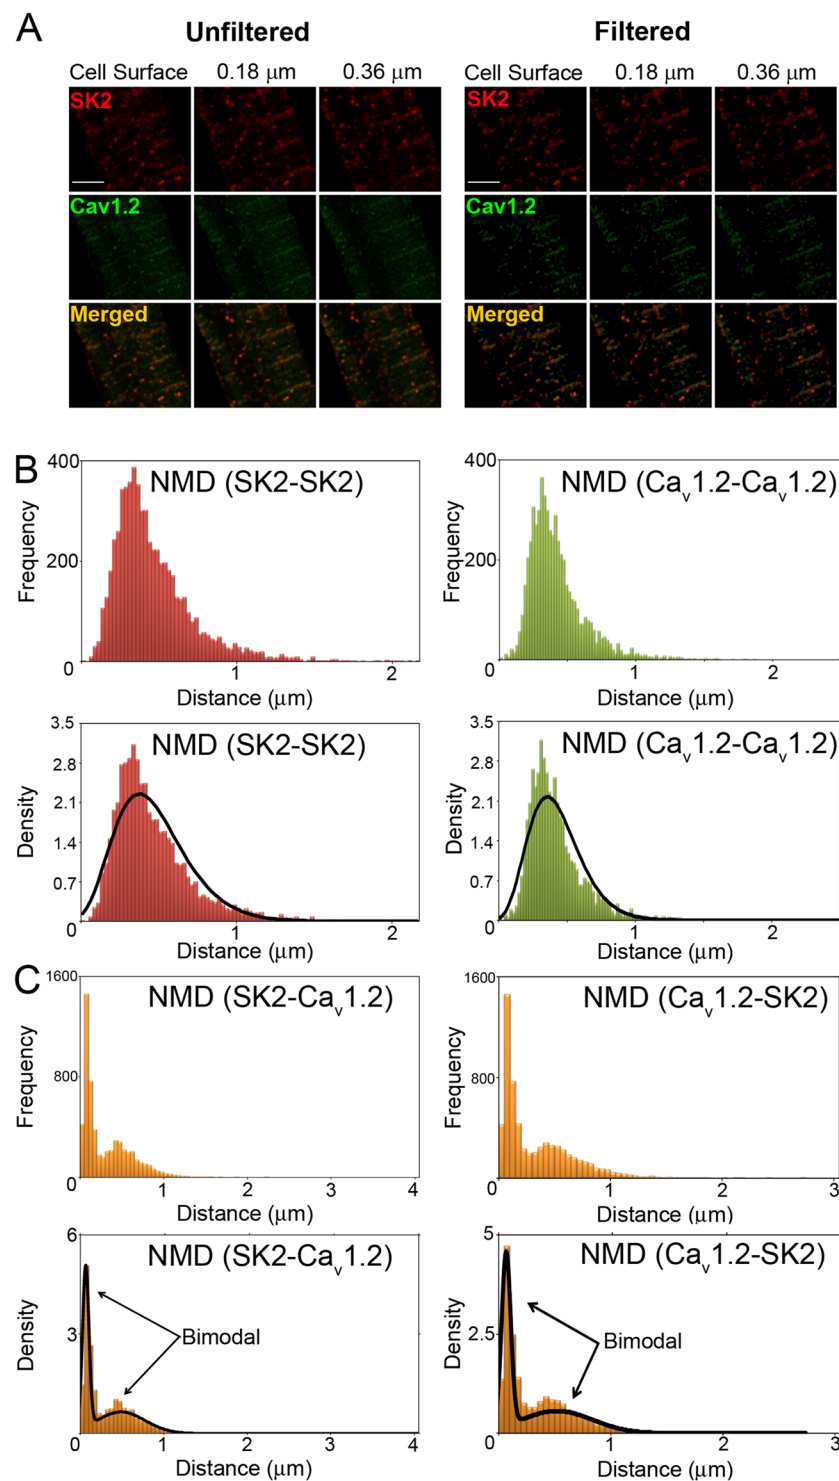 A
Unfiltered Filtered
Cell Surface 0.18 μm 0.36 μm Cell Surface 0.18 μm 0.36 μm
SK2 SK2
Cav1.2 Cav1.2
Merged Merged
B
400 NMD (SK2-SK2) 400 NMD (Cav1.2-Cav1.2)
Frequency Frequency
200 200
0 1 2 0 1 2
Distance (μm) Distance (μm)
3.5 NMD (SK2-SK2) 3.5 NMD (Cav1.2-Cav1.2)
2.8 2.8
2.1 2.1
Density Density
1.4 1.4
0.7 0.7
0 1 2 0 1 2
Distance (μm) Distance (μm)
C
1600 NMD (SK2-Cav1.2) 1600 NMD (Cav1.2-SK2)
Frequency Frequency
800 800
0 1 2 3 4 0 1 2 3
Distance (μm) Distance (μm)
6 NMD (SK2-Cav1.2) 5 NMD (Cav1.2-SK2)
Density Density
3 Bimodal 2.5 Bimodal
0 1 2 3 4 0 1 2 3
Distance (μm) Distance (μm)